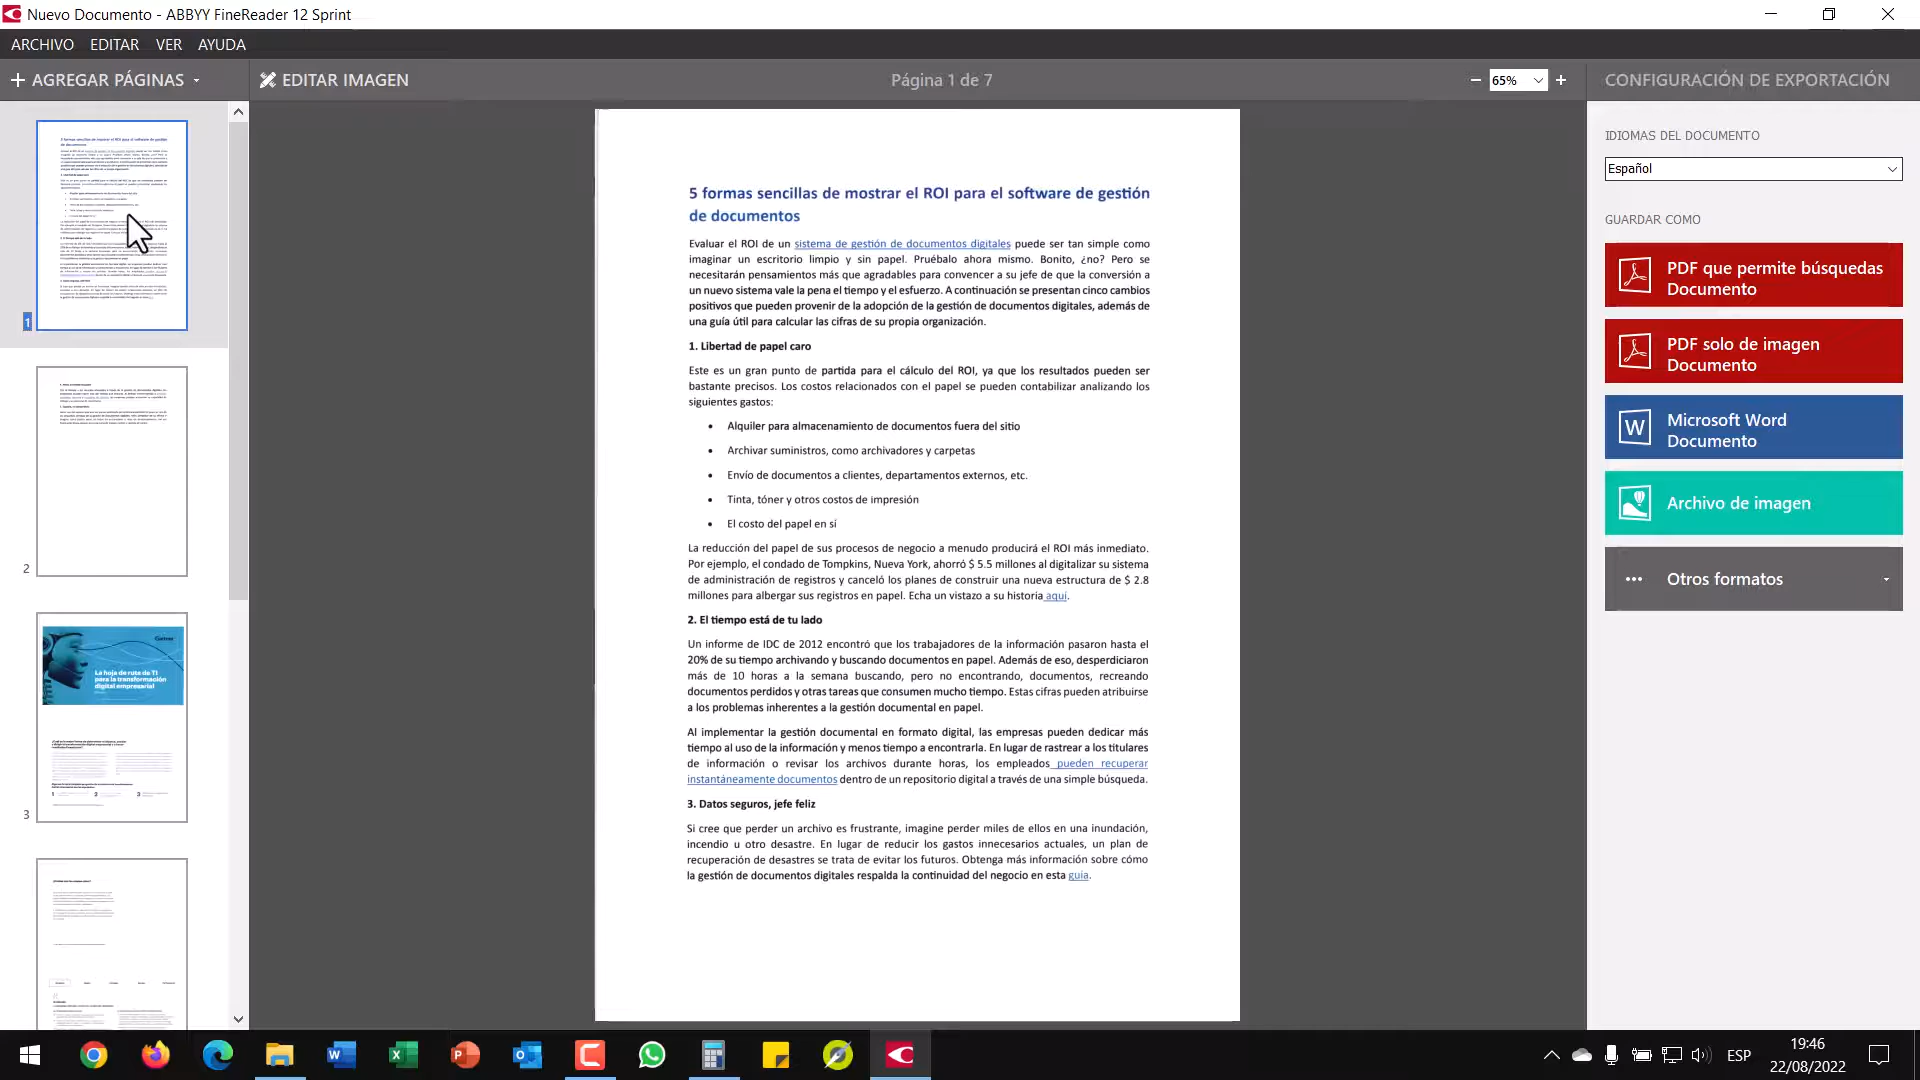 Nuevo Documento - ABBYY FineReader 12 Sprint
ARCHIVO EDITAR VER AYUDA
AGREGAR PÁGINAS
EDITAR IMAGEN
Página 1 de 7
65%
CONFIGURACIÓN DE EXPORTACIÓN
1
2
La hoja de ruta de TI
para la transformación
digital empresarial
3
5 formas sencillas de mostrar el ROI para el software de gestión
de documentos
Evaluar el ROI de un sistema de gestión de documentos digitales puede ser tan simple como
imaginar un escritorio limpio y sin papel. Pruébalo ahora mismo. Bonito, ¿no? Pero se
necesitarán pensamientos más que agradables para convencer a su jefe de que la conversión a
un nuevo sistema vale la pena el tiempo y el esfuerzo. A continuación se presentan cinco cambios
positivos que pueden provenir de la adopción de la gestión de documentos digitales, además de
una guía útil para calcular las cifras de su propia organización.
1. Libertad de papel caro
Este es un gran punto de partida para el cálculo del ROI, ya que los resultados pueden ser
bastante precisos. Los costos relacionados con el papel se pueden contabilizar analizando los
siguientes gastos:
• Alquiler para almacenamiento de documentos fuera del sitio
• Archivar suministros, como archivadores y carpetas
• Envío de documentos a clientes, departamentos externos, etc.
• Tinta, tóner y otros costos de impresión
• El costo del papel en sí
La reducción del papel de sus procesos de negocio a menudo producirá el ROI más inmediato.
Por ejemplo, el condado de Tompkins, Nueva York, ahorró $ 5.5 millones al digitalizar su sistema
de administración de registros y canceló los planes de construir una nueva estructura de $ 2.8
millones para albergar sus registros en papel. Echa un vistazo a su historia aquí.
2. El tiempo está de tu lado
Un informe de IDC de 2012 encontró que los trabajadores de la información pasaron hasta el
20% de su tiempo archivando y buscando documentos en papel. Además de eso, desperdiciaron
más de 10 horas a la semana buscando, pero no encontrando, documentos, recreando
documentos perdidos y otras tareas que consumen mucho tiempo. Estas cifras pueden atribuirse
a los problemas inherentes a la gestión documental en papel.
Al implementar la gestión documental en formato digital, las empresas pueden dedicar más
tiempo al uso de la información y menos tiempo a encontrarla. En lugar de rastrear a los titulares
de información o revisar los archivos durante horas, los empleados pueden recuperar
instantáneamente documentos dentro de un repositorio digital a través de una simple búsqueda.
3. Datos seguros, jefe feliz
Si cree que perder un archivo es frustrante, imagine perder miles de ellos en una inundación,
incendio u otro desastre. En lugar de reducir los gastos innecesarios actuales, un plan de
recuperación de desastres se trata de evitar los futuros. Obtenga más información sobre cómo
la gestión de documentos digitales respalda la continuidad del negocio en esta guía.
IDIOMAS DEL DOCUMENTO
Español
GUARDAR COMO
PDF que permite búsquedas
Documento
PDF solo de imagen
Documento
Microsoft Word
Documento
Archivo de imagen
Otros formatos
ESP
19:46
22/08/2022